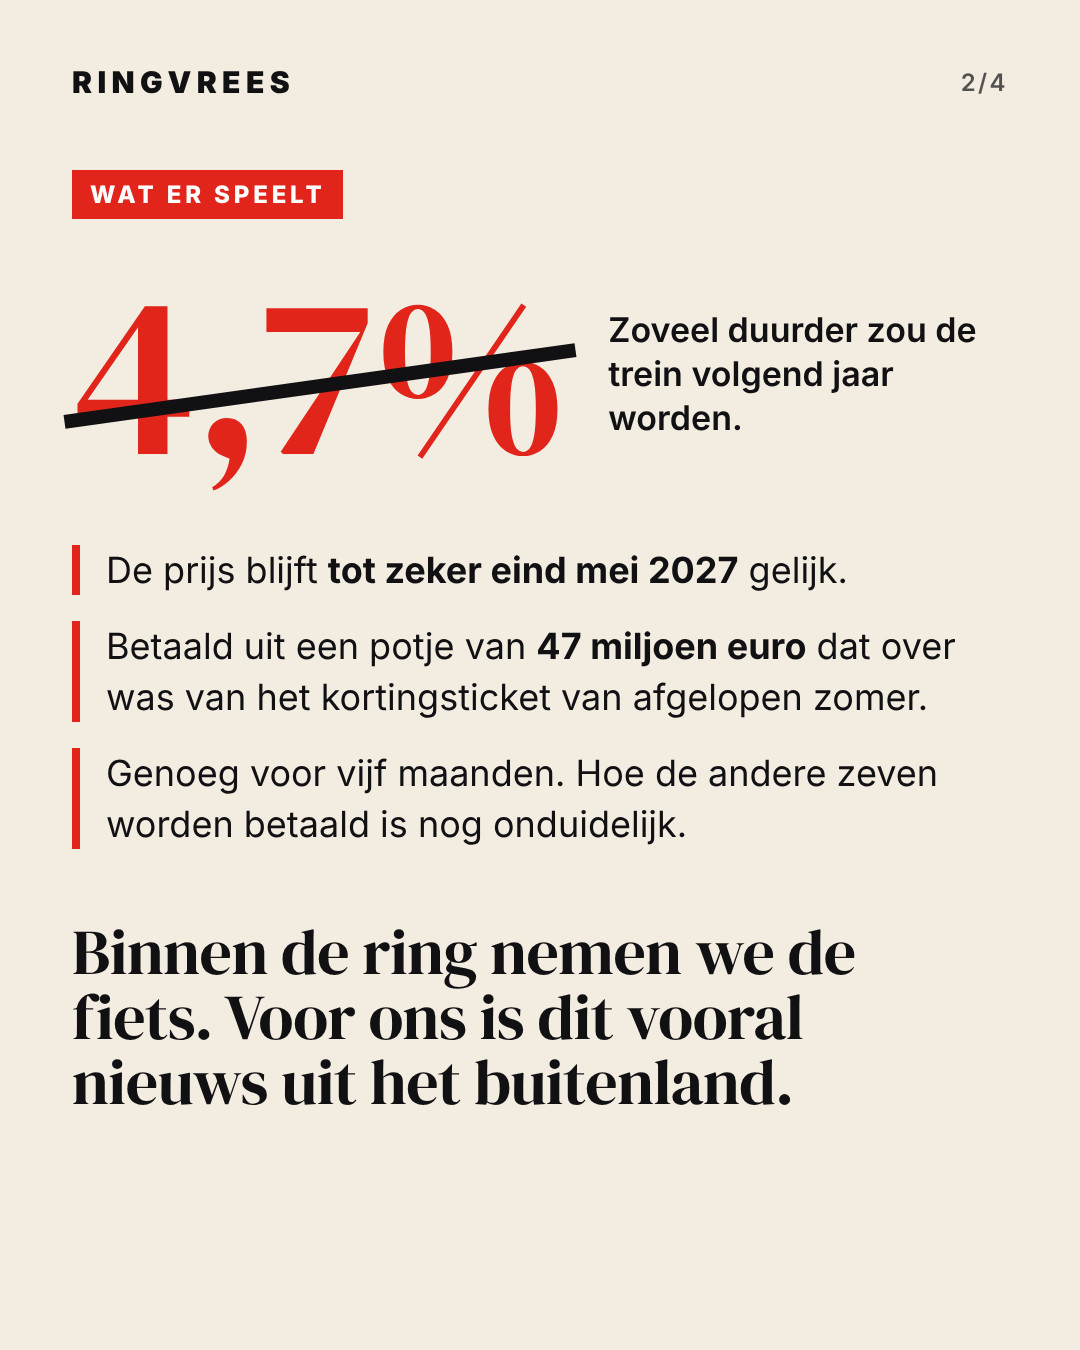 RINGVREES
2/4
WAT ER SPEELT
4,7%
Zoveel duurder zou de
trein volgend jaar
worden.
De prijs blijft tot zeker eind mei 2027 gelijk.
Betaald uit een potje van 47 miljoen euro dat over
was van het kortingsticket van afgelopen zomer.
Genoeg voor vijf maanden. Hoe de andere zeven
worden betaald is nog onduidelijk.
Binnen de ring nemen we de
fiets. Voor ons is dit vooral
nieuws uit het buitenland.